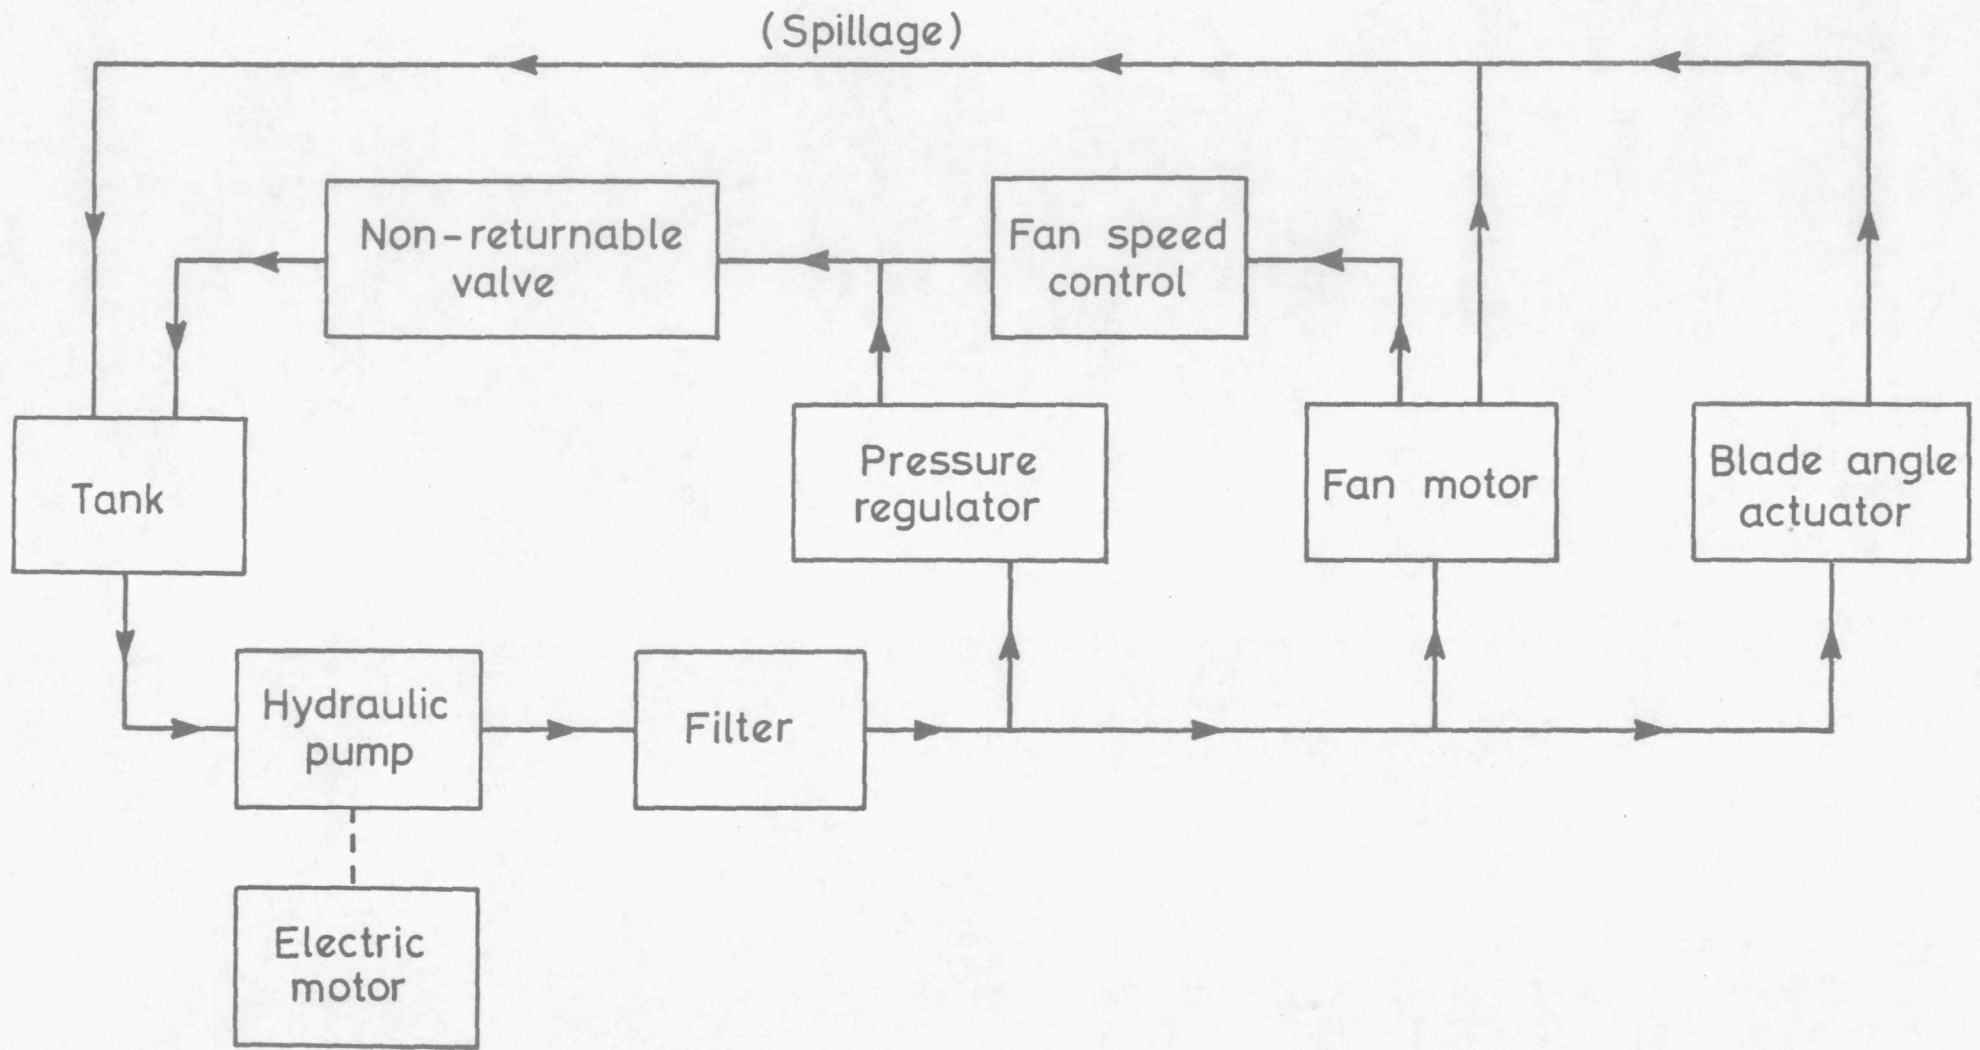 (Spillage)
Non-returnable
valve
Fan speed
control
Tank
Pressure
regulator
Fan motor
Blade angle
actuator
Hydraulic
pump
Filter
Electric
motor